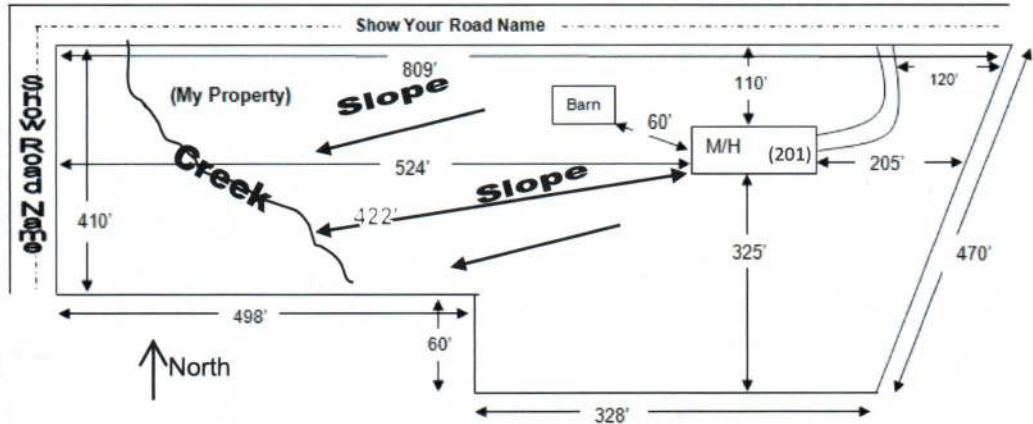 Show Your Road Name
Show Road Name
809'
110'
120'
(My Property)
Slope
Barn
60'
M/H
(201)
Creek
524'
Slope
205'
422'
410'
325'
470'
498'
60'
North
328'